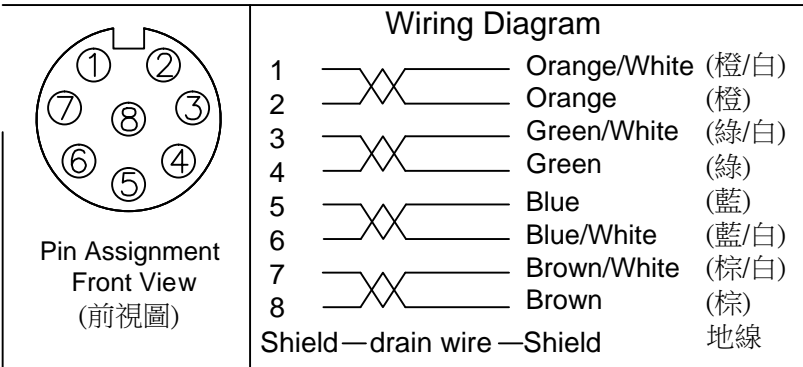 Wiring Diagram
① ②
⑦ ⑧ ③
⑥ ④
⑤
Pin Assignment
Front View
(前視圖)
1 Orange/White (橙/白)
2 Orange (橙)
3 Green/White (綠/白)
4 Green (綠)
5 Blue (藍)
6 Blue/White (藍/白)
7 Brown/White (棕/白)
8 Brown (棕)
Shield—drain wire —Shield 地線